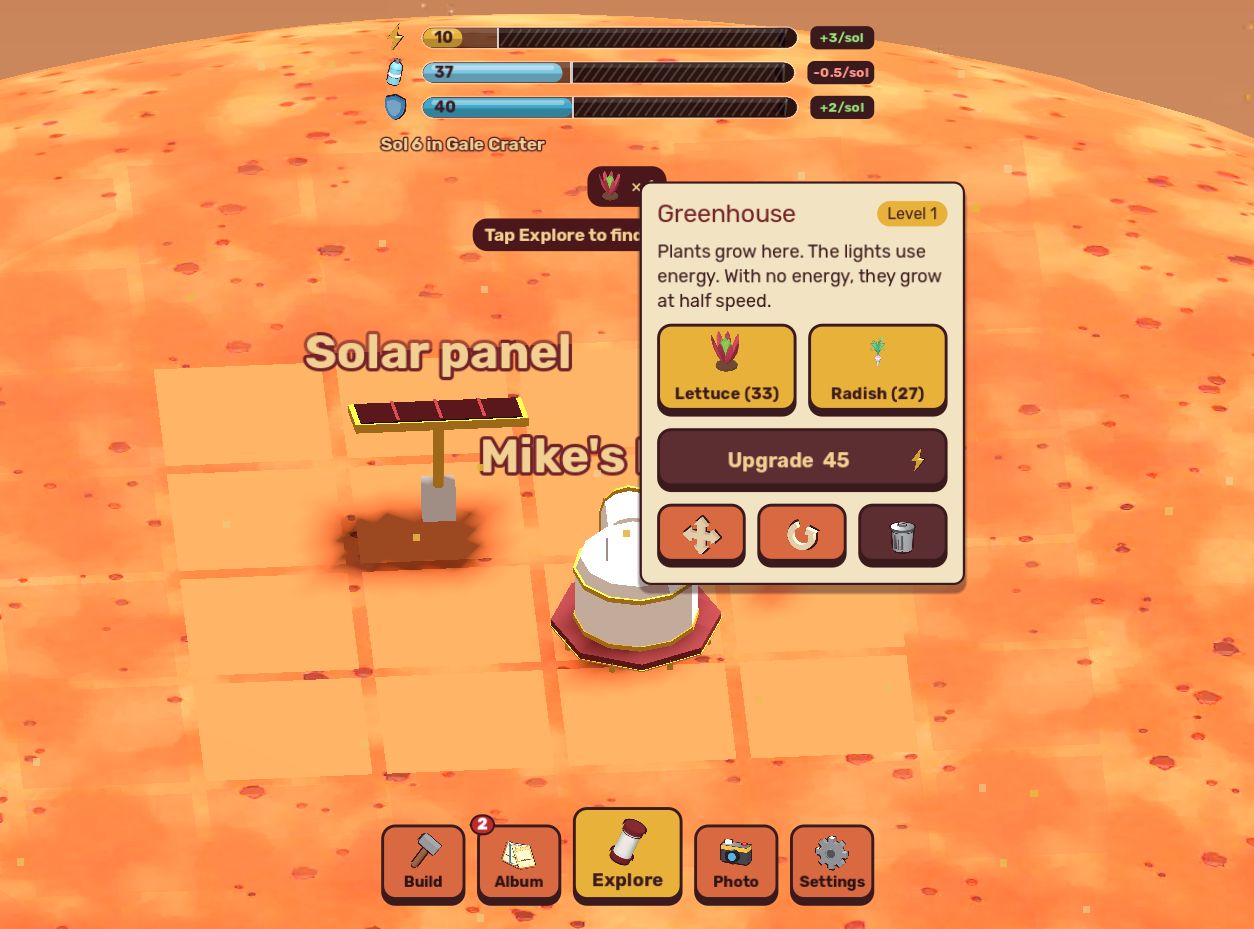 10
+3/sol
37
-0.5/sol
40
+2/sol
Sol 6 in Gale Crater
×
Tap Explore to find
Greenhouse
Level 1
Plants grow here. The lights use
energy. With no energy, they grow
at half speed.
Lettuce (33)
Radish (27)
Upgrade 45
Solar panel
Mike's
2
Build
Album
Explore
Photo
Settings